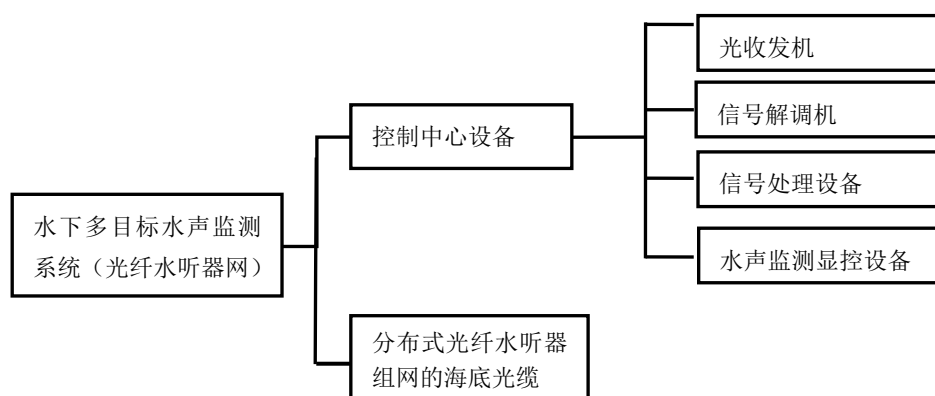 光收发机
信号解调机
控制中心设备
信号处理设备
水下多目标水声监测
系统（光纤水听器网）
水声监测显控设备
分布式光纤水听器
组网的海底光缆